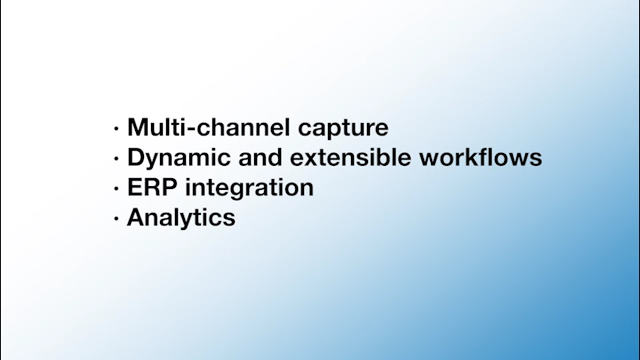 · Multi-channel capture
· Dynamic and extensible workflows
· ERP integration
· Analytics